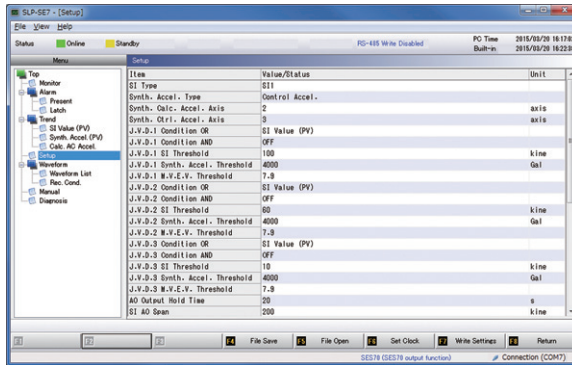 SLP-SE7 - [Setup]
File View Help
Status Online Standby RS-485 Write Disabled PC Time 2015/03/20 16:17:0
Built-in 2015/03/20 16:22:
Menu Setup
Top
Monitor
Alarm
Present
Latch
Trend
SI Value (PV)
Synth. Accel.(PV)
Calc. AC Accel.
Setup
Waveform
Waveform List
Rec. Cond.
Manual
Diagnosis
Item Value/Status Unit
SI Type SI1
Synth. Accel. Type Control Accel.
Synth. Calc. Accel. Axis 2 axis
Synth. Ctrl. Accel. Axis 3 axis
J.V.D.1 Condition OR SI Value (PV)
J.V.D.1 Condition AND OFF
J.V.D.1 SI Threshold 100 kine
J.V.D.1 Synth. Accel. Threshold 4000 Gal
J.V.D.1 M.V.E.V. Threshold 7.9
J.V.D.2 Condition OR SI Value (PV)
J.V.D.2 Condition AND OFF
J.V.D.2 SI Threshold 60 kine
J.V.D.2 Synth. Accel. Threshold 4000 Gal
J.V.D.2 M.V.E.V. Threshold 7.9
J.V.D.3 Condition OR SI Value (PV)
J.V.D.3 Condition AND OFF
J.V.D.3 SI Threshold 10 kine
J.V.D.3 Synth. Accel. Threshold 4000 Gal
J.V.D.3 M.V.E.V. Threshold 7.9
AO Output Hold Time 20 s
SI AO Span 200 kine
F4 File Save F5 File Open F6 Set Clock F7 Write Settings F8 Return
SES70 (SES70 output function) Connection (COM7)